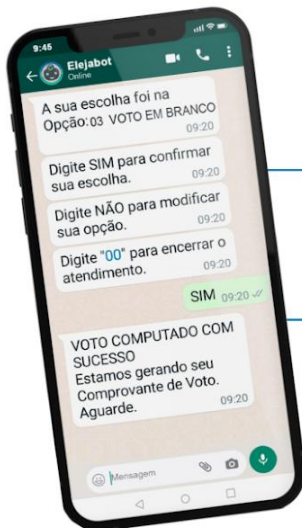 9:45
Elejabot
Online
A sua escolha foi na
Opção:03 VOTO EM BRANCO
09:20
Digite SIM para confirmar
sua escolha.
09:20
Digite NÃO para modificar
sua opção.
09:20
Digite "00" para encerrar o
atendimento.
09:20
SIM 09:20
VOTO COMPUTADO COM
SUCESSO
Estamos gerando seu
Comprovante de Voto.
Aguarde.
09:20
Mensagem